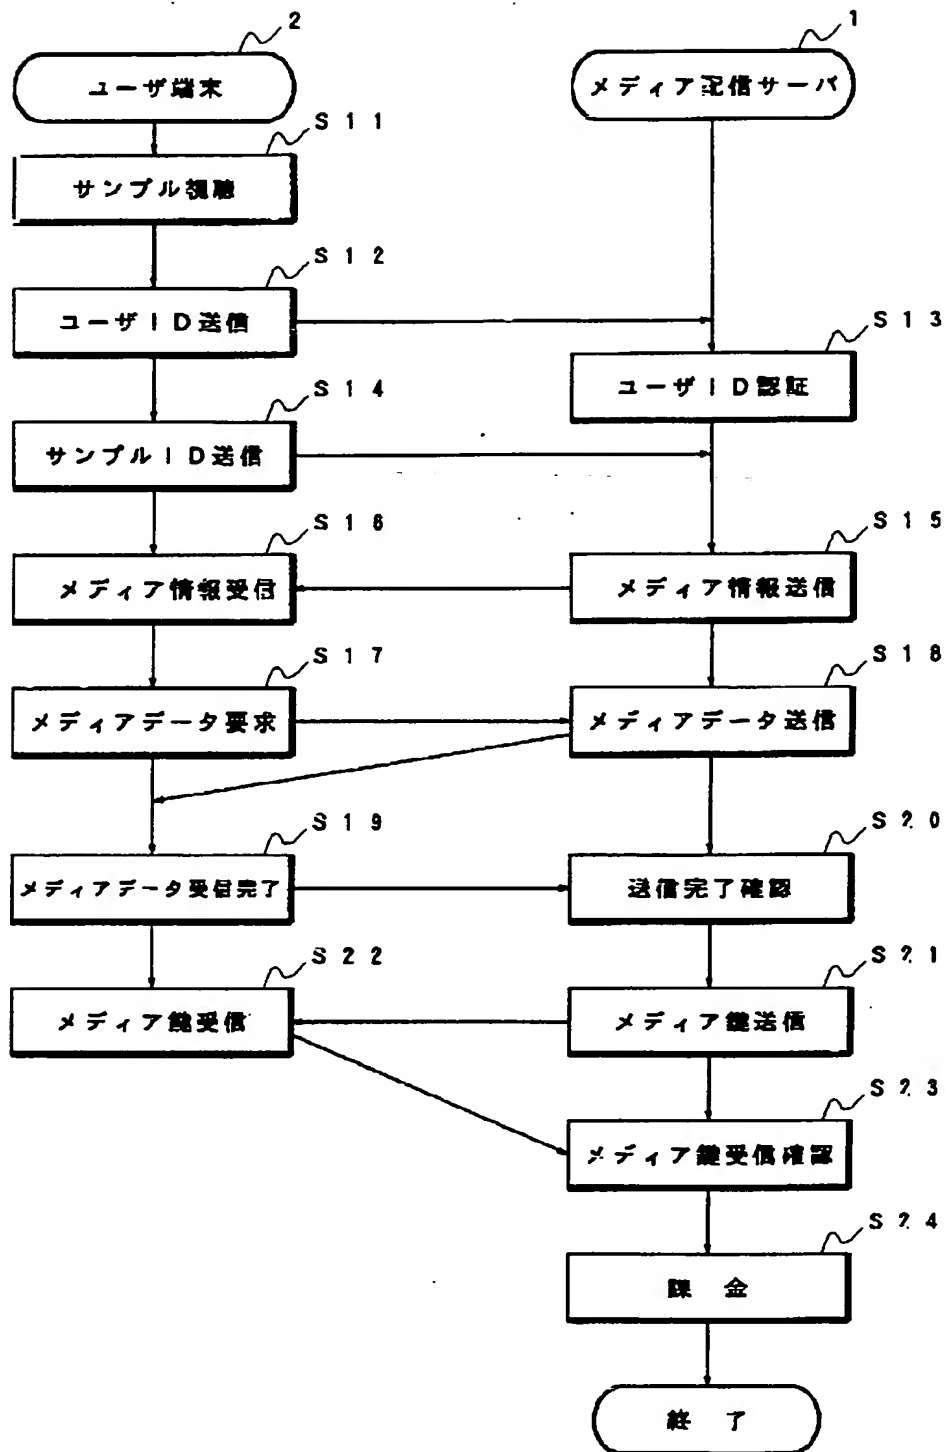 2
1
ユーザ端末
メディア配信サーバ
S11
サンプル視聴
S12
ユーザID送信
S13
ユーザID認証
S14
サンプルID送信
S15
メディア情報送信
S16
メディア情報受信
S17
メディアデータ要求
S18
メディアデータ送信
S19
メディアデータ受信完了
S20
送信完了確認
S21
メディア鍵送信
S22
メディア鍵受信
S23
メディア鍵受信確認
S24
課金
終了